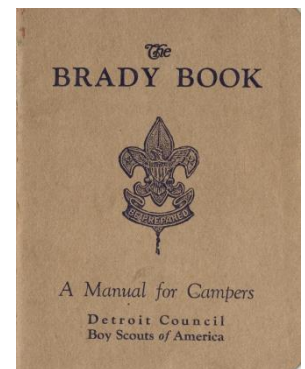 The
BRADY BOOK
BE PREPARED
A Manual for Campers
Detroit Council
Boy Scouts of America